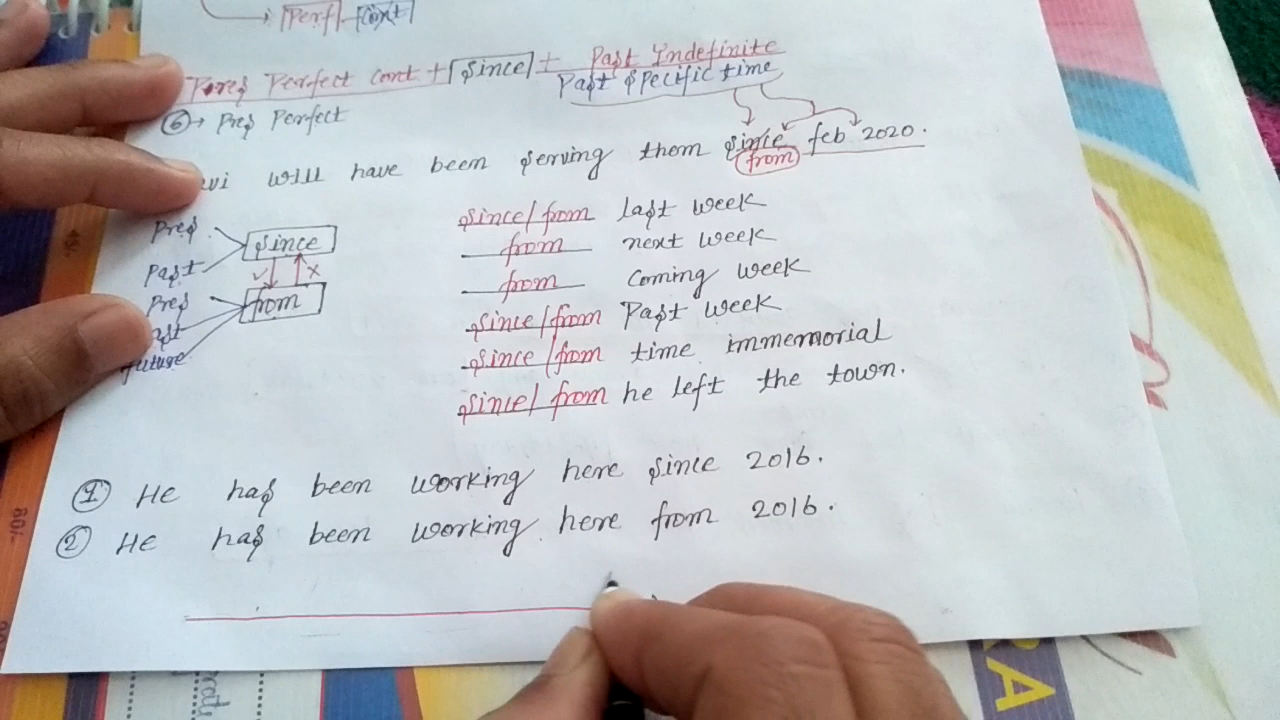 Perf Cont
Pres Perfect Cont + Since + Past Indefinite
Past Specific time
⑥→ Pres Perfect
will have been serving them since feb 2020.
from
Pres
Past
since
Pres
Past
future
from
✓ X
since/from last week
from next week
from coming week
since/from Past week
since/from time immemorial
since/from he left the town.
① He has been working here since 2016.
② He has been working here from 2016.
80/-
RA